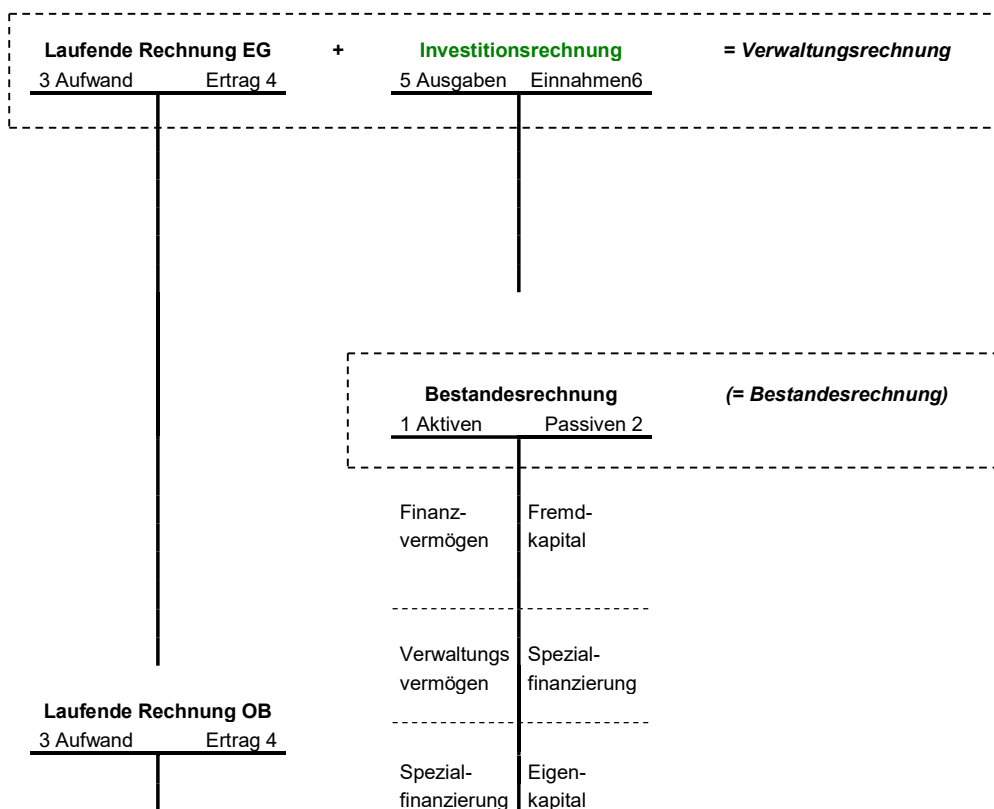 Laufende Rechnung EG + Investitionsrechnung = Verwaltungsrechnung
3 Aufwand Ertrag 4 5 Ausgaben Einnahmen6
Bestandesrechnung (= Bestandesrechnung)
1 Aktiven Passiven 2
Finanz- Fremd-
vermögen kapital
Verwaltungs Spezial-
vermögen finanzierung
Laufende Rechnung OB
3 Aufwand Ertrag 4
Spezial- Eigen-
finanzierung kapital